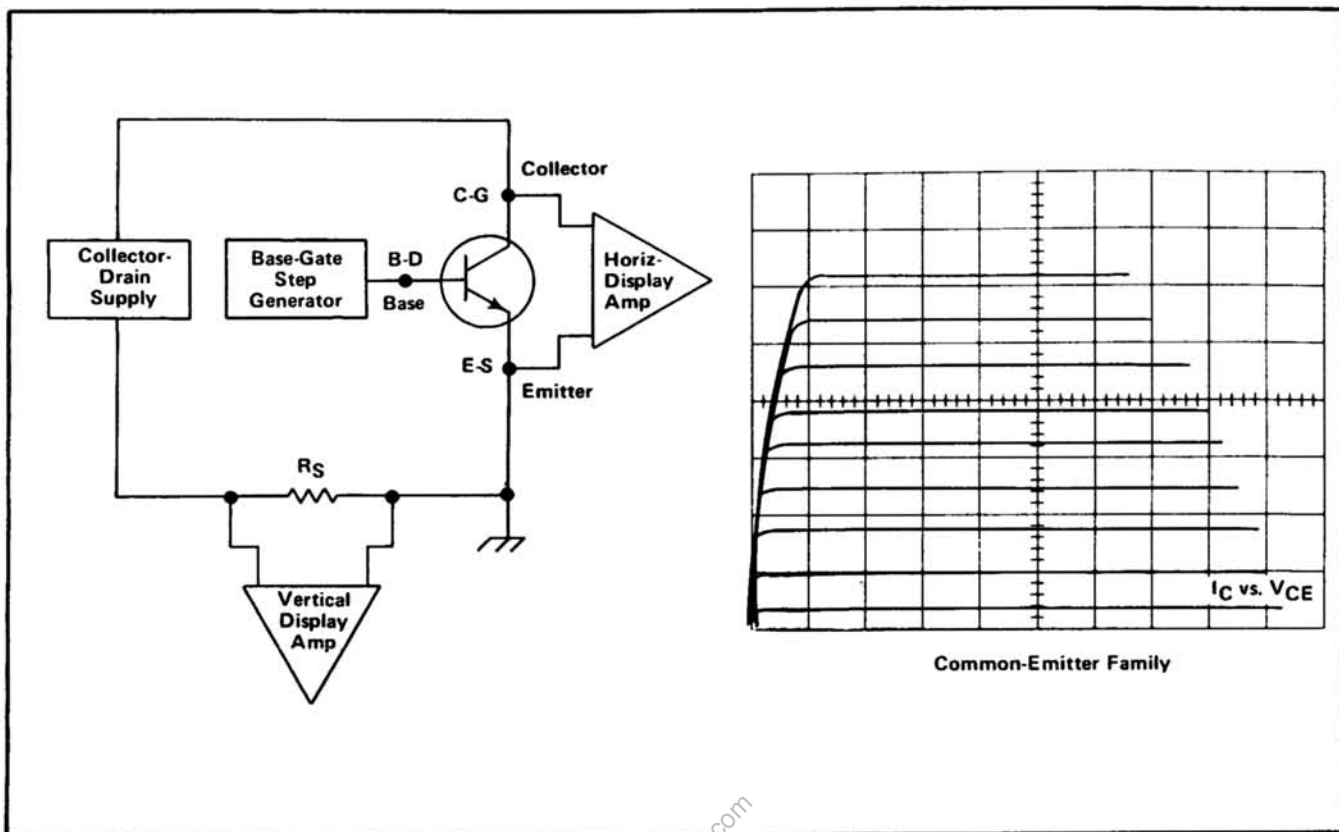 Collector
C-G
Collector-
Drain
Supply
Base-Gate
Step
Generator
B-D
Base
Horiz-
Display
Amp
E-S
Emitter
RS
Vertical
Display
Amp
IC vs. VCE
Common-Emitter Family
com